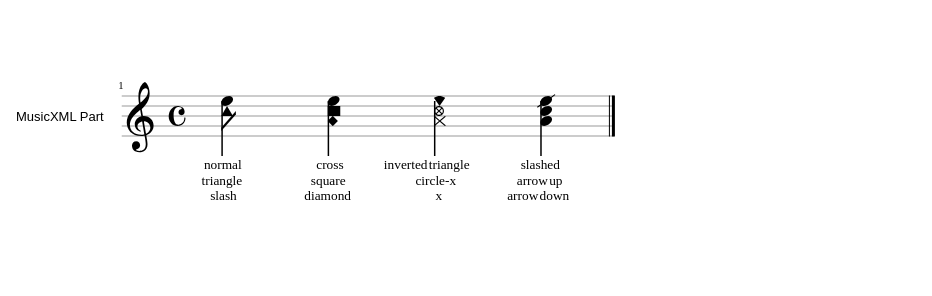 1
MusicXML Part
normal cross inverted triangle slashed
triangle square circle-x arrow up
slash diamond x arrow down